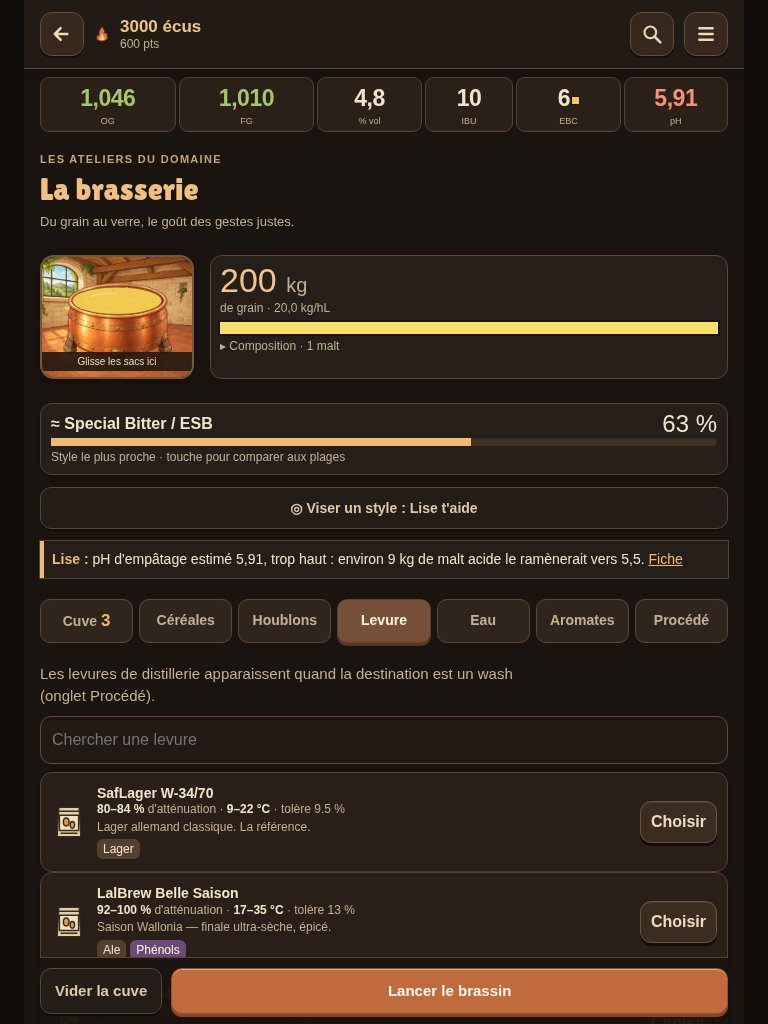 3000 écus
600 pts
1,046
OG
1,010
FG
4,8
% vol
10
IBU
6
EBC
5,91
pH
LES ATELIERS DU DOMAINE
La brasserie
Du grain au verre, le goût des gestes justes.
Glisse les sacs ici
200 kg
de grain · 20,0 kg/hL
▸ Composition · 1 malt
≈ Special Bitter / ESB
63 %
Style le plus proche · touche pour comparer aux plages
◎ Viser un style : Lise t'aide
Lise : pH d'empâtage estimé 5,91, trop haut : environ 9 kg de malt acide le ramènerait vers 5,5. Fiche
Cuve 3
Céréales
Houblons
Levure
Eau
Aromates
Procédé
Les levures de distillerie apparaissent quand la destination est un wash
(onglet Procédé).
Chercher une levure
SafLager W-34/70
80–84 % d'atténuation · 9–22 °C · tolère 9.5 %
Lager allemand classique. La référence.
Lager
Choisir
LalBrew Belle Saison
92–100 % d'atténuation · 17–35 °C · tolère 13 %
Saison Wallonia — finale ultra-sèche, épicé.
Ale
Phénols
Choisir
Vider la cuve
Lancer le brassin